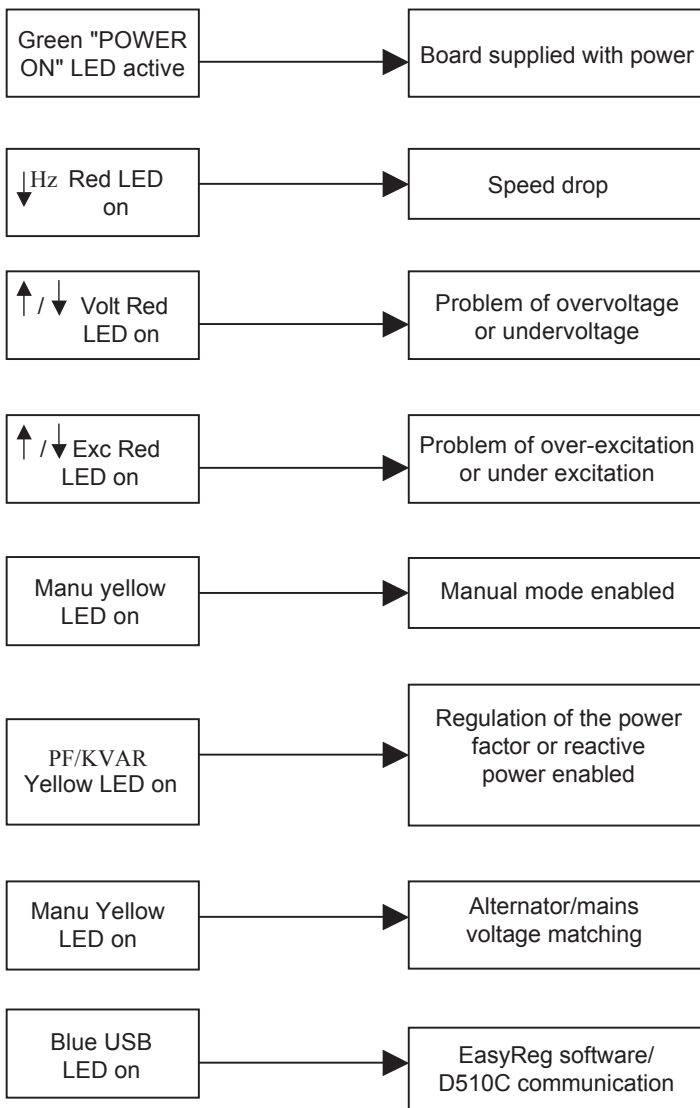 Green "POWER
ON" LED active
Board supplied with power
↓Hz Red LED
on
Speed drop
↑/↓ Volt Red
LED on
Problem of overvoltage
or undervoltage
↑/↓ Exc Red
LED on
Problem of over-excitation
or under excitation
Manu yellow
LED on
Manual mode enabled
PF/KVAR
Yellow LED on
Regulation of the power
factor or reactive
power enabled
Manu Yellow
LED on
Alternator/mains
voltage matching
Blue USB
LED on
EasyReg software/
D510C communication